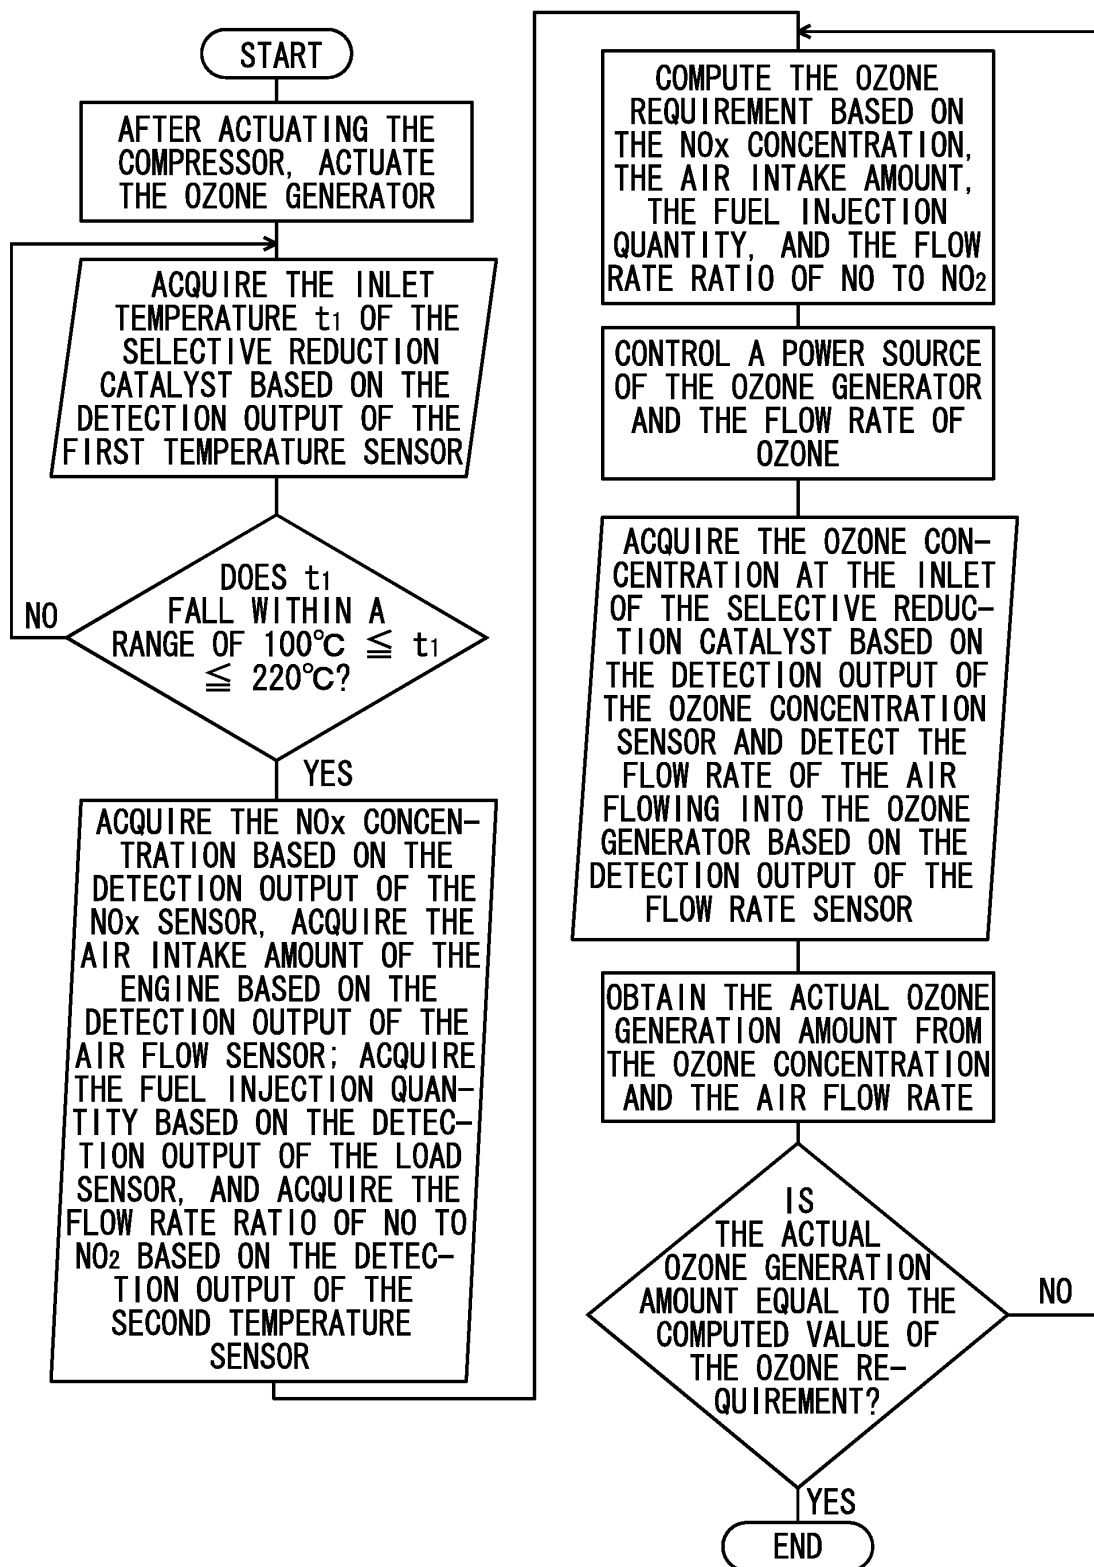 START
AFTER ACTUATING THE
COMPRESSOR, ACTUATE
THE OZONE GENERATOR
ACQUIRE THE INLET
TEMPERATURE t₁ OF THE
SELECTIVE REDUCTION
CATALYST BASED ON THE
DETECTION OUTPUT OF THE
FIRST TEMPERATURE SENSOR
DOES t₁
FALL WITHIN A
RANGE OF 100℃ ≦ t₁
≦ 220℃?
NO
YES
ACQUIRE THE NOx CONCEN-
TRATION BASED ON THE
DETECTION OUTPUT OF THE
NOx SENSOR, ACQUIRE THE
AIR INTAKE AMOUNT OF THE
ENGINE BASED ON THE
DETECTION OUTPUT OF THE
AIR FLOW SENSOR; ACQUIRE
THE FUEL INJECTION QUAN-
TITY BASED ON THE DETEC-
TION OUTPUT OF THE LOAD
SENSOR, AND ACQUIRE THE
FLOW RATE RATIO OF NO TO
NO₂ BASED ON THE DETEC-
TION OUTPUT OF THE
SECOND TEMPERATURE
SENSOR
COMPUTE THE OZONE
REQUIREMENT BASED ON
THE NOx CONCENTRATION,
THE AIR INTAKE AMOUNT,
THE FUEL INJECTION
QUANTITY, AND THE FLOW
RATE RATIO OF NO TO NO₂
CONTROL A POWER SOURCE
OF THE OZONE GENERATOR
AND THE FLOW RATE OF
OZONE
ACQUIRE THE OZONE CON-
CENTRATION AT THE INLET
OF THE SELECTIVE REDUC-
TION CATALYST BASED ON
THE DETECTION OUTPUT OF
THE OZONE CONCENTRATION
SENSOR AND DETECT THE
FLOW RATE OF THE AIR
FLOWING INTO THE OZONE
GENERATOR BASED ON THE
DETECTION OUTPUT OF THE
FLOW RATE SENSOR
OBTAIN THE ACTUAL OZONE
GENERATION AMOUNT FROM
THE OZONE CONCENTRATION
AND THE AIR FLOW RATE
IS
THE ACTUAL
OZONE GENERATION
AMOUNT EQUAL TO THE
COMPUTED VALUE OF
THE OZONE RE-
QUIREMENT?
NO
YES
END